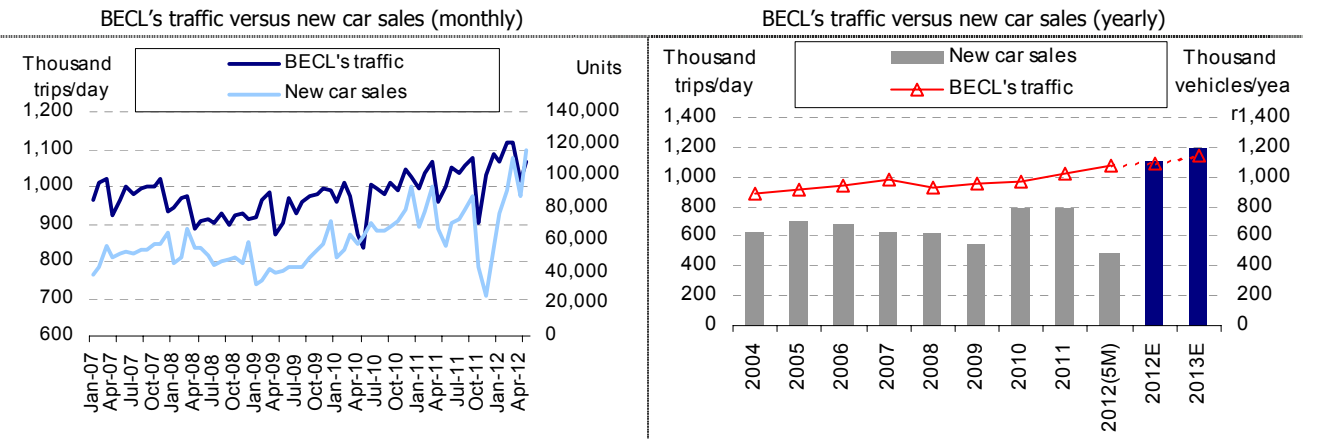 BECL's traffic versus new car sales (monthly)
Thousand
trips/day
BECL's traffic
New car sales
Units
1,200
1,100
1,000
900
800
700
600
140,000
120,000
100,000
80,000
60,000
40,000
20,000
0
Jan-07
Apr-07
Jul-07
Oct-07
Jan-08
Apr-08
Jul-08
Oct-08
Jan-09
Apr-09
Jul-09
Oct-09
Jan-10
Apr-10
Jul-10
Oct-10
Jan-11
Apr-11
Jul-11
Oct-11
Jan-12
Apr-12
BECL's traffic versus new car sales (yearly)
Thousand
trips/day
New car sales
BECL's traffic
Thousand
vehicles/yea
r
1,400
1,200
1,000
800
600
400
200
0
1,400
1,200
1,000
800
600
400
200
0
2004
2005
2006
2007
2008
2009
2010
2011
2012(5M)
2012E
2013E